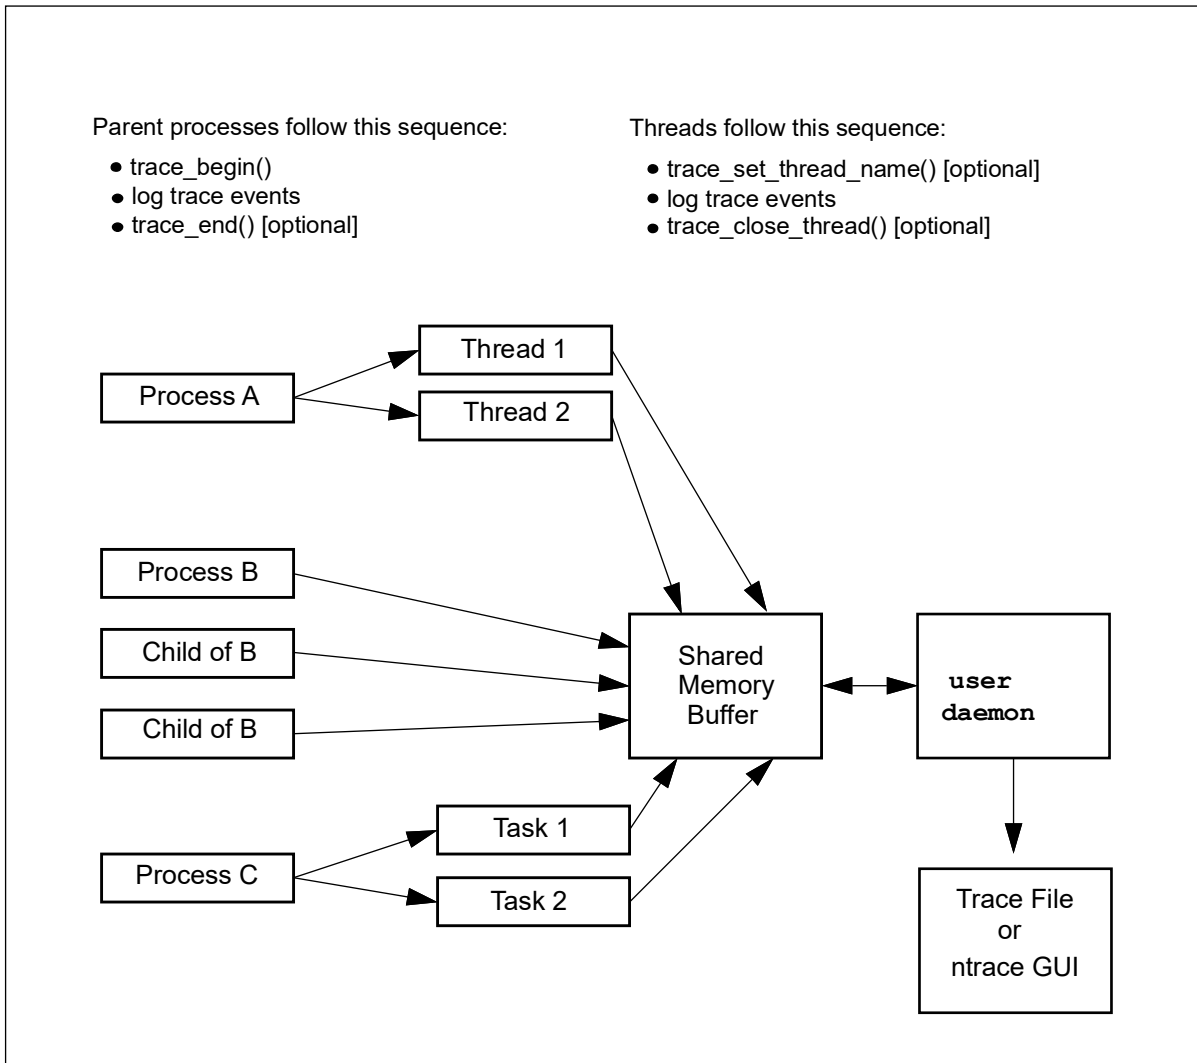 Parent processes follow this sequence:
• trace_begin()
• log trace events
• trace_end() [optional]
Threads follow this sequence:
• trace_set_thread_name() [optional]
• log trace events
• trace_close_thread() [optional]
Thread 1
Process A
Thread 2
Process B
Child of B
Child of B
Shared
Memory
Buffer
user
daemon
Task 1
Process C
Task 2
Trace File
or
ntrace GUI